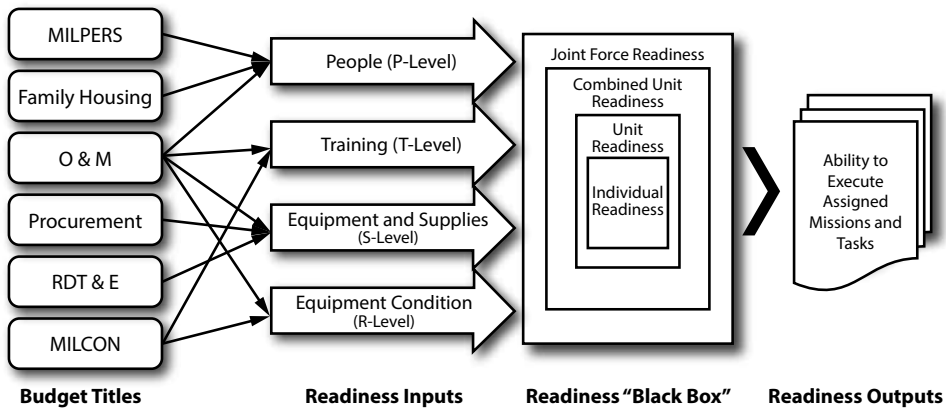 MILPERS
Family Housing
O & M
Procurement
RDT & E
MILCON
Budget Titles
People (P-Level)
Training (T-Level)
Equipment and Supplies
(S-Level)
Equipment Condition
(R-Level)
Readiness Inputs
Joint Force Readiness
Combined Unit
Readiness
Unit
Readiness
Individual
Readiness
Readiness “Black Box”
Ability to
Execute
Assigned
Missions and
Tasks
Readiness Outputs